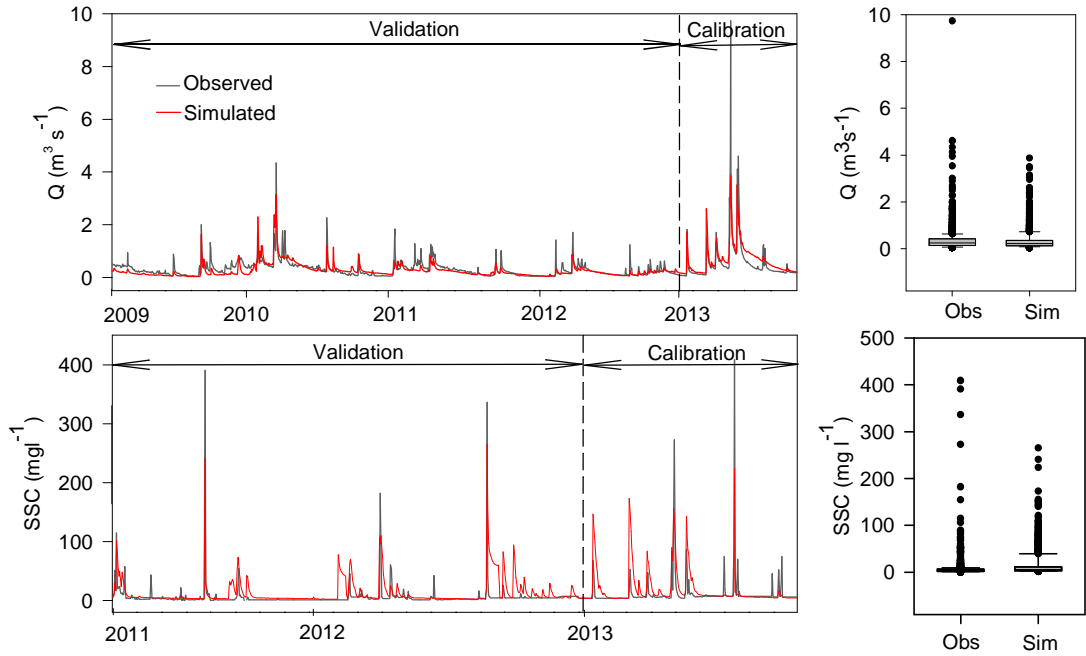 Validation
Calibration
Observed
Simulated
Q (m³ s⁻¹)
10
8
6
4
2
0
2009
2010
2011
2012
2013
Q (m³s⁻¹)
10
8
6
4
2
0
Obs
Sim
Validation
Calibration
SSC (mgl⁻¹)
400
300
200
100
0
2011
2012
2013
SSC (mg l⁻¹)
500
400
300
200
100
0
Obs
Sim